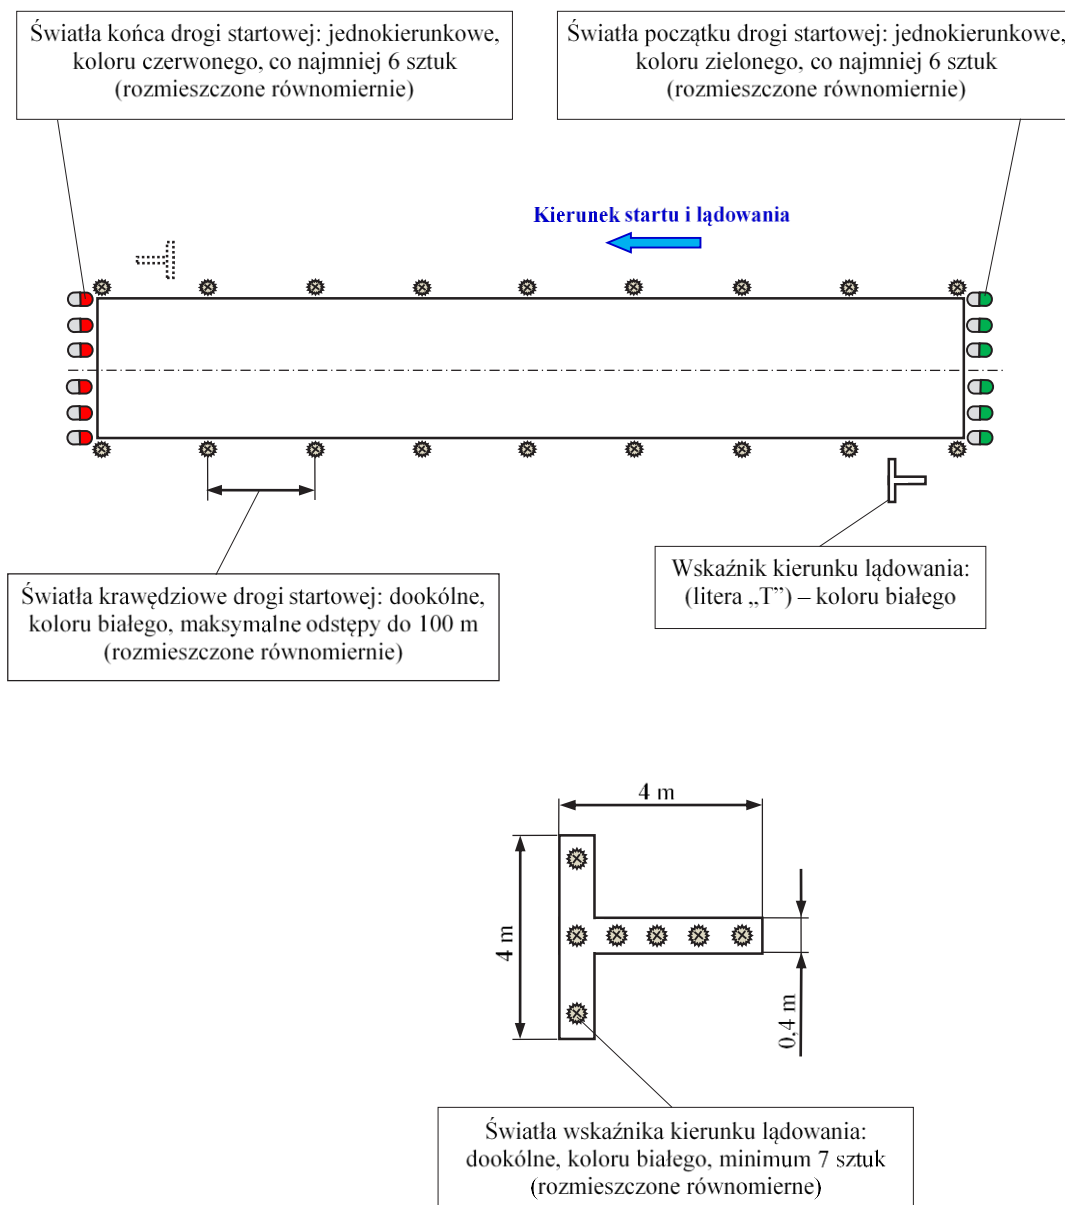 Światła końca drogi startowej: jednokierunkowe,
koloru czerwonego, co najmniej 6 sztuk
(rozmieszczone równomiernie)
Światła początku drogi startowej: jednokierunkowe,
koloru zielonego, co najmniej 6 sztuk
(rozmieszczone równomiernie)
Kierunek startu i lądowania
Światła krawędziowe drogi startowej: dookólne,
koloru białego, maksymalne odstępy do 100 m
(rozmieszczone równomiernie)
Wskaźnik kierunku lądowania:
(litera „T”) – koloru białego
4 m
4 m
0,4 m
Światła wskaźnika kierunku lądowania:
dookólne, koloru białego, minimum 7 sztuk
(rozmieszczone równomierne)